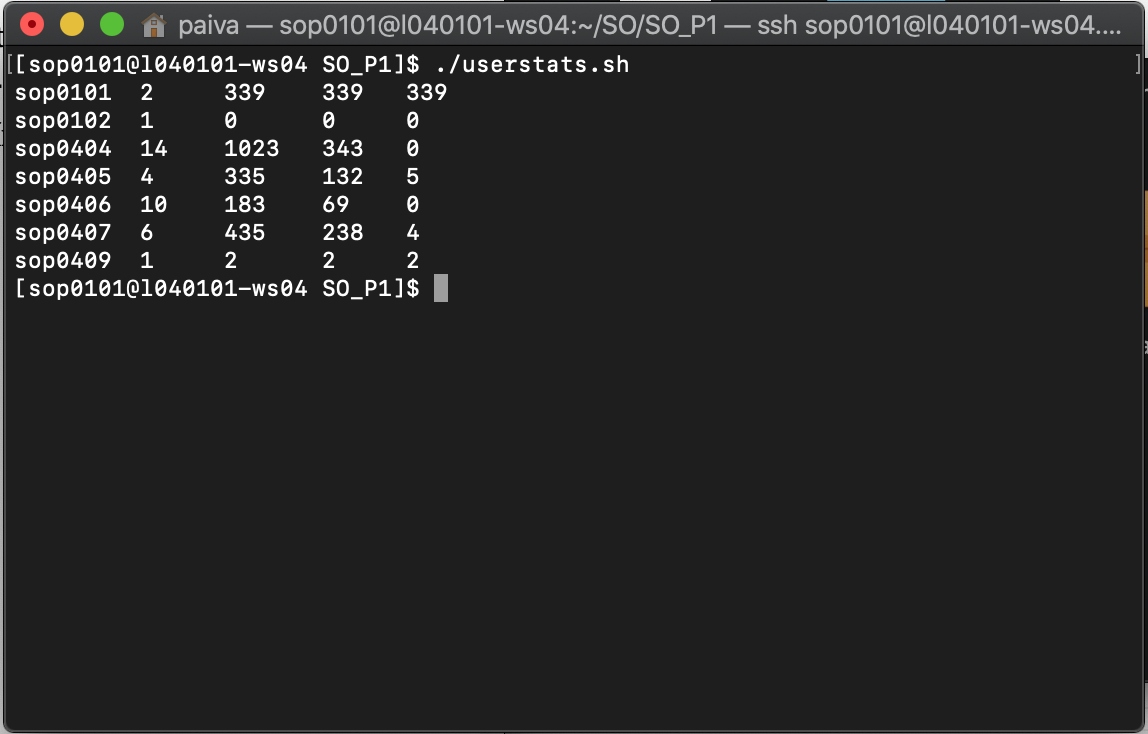 paiva — sop0101@l040101-ws04:~/SO/SO_P1 — ssh sop0101@l040101-ws04....
[[sop0101@l040101-ws04 SO_P1]$ ./userstats.sh ]
sop0101 2 339 339 339
sop0102 1 0 0 0
sop0404 14 1023 343 0
sop0405 4 335 132 5
sop0406 10 183 69 0
sop0407 6 435 238 4
sop0409 1 2 2 2
[sop0101@l040101-ws04 SO_P1]$